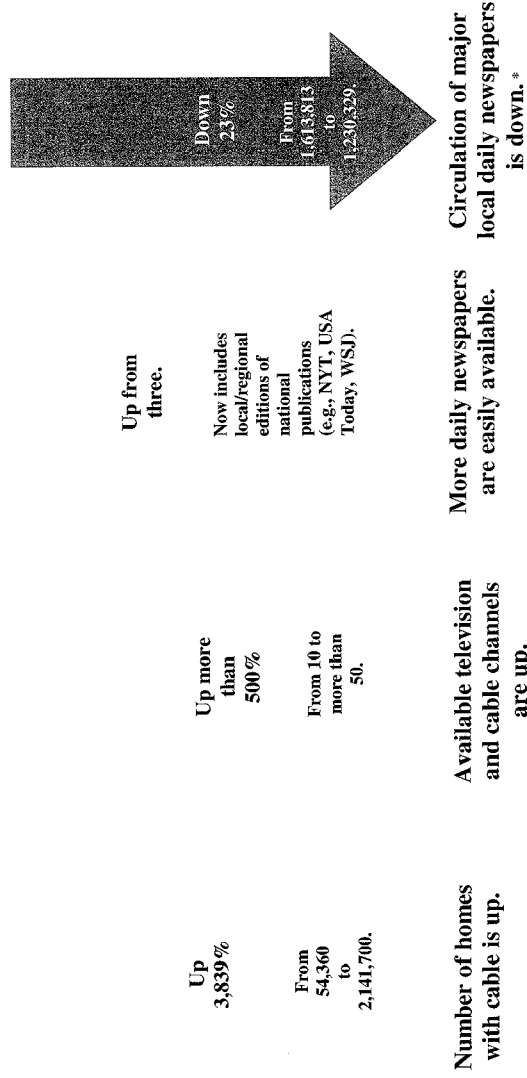 Up
3,839%
From
54,360
to
2,141,700.
Number of homes
with cable is up.
Up more
than
500%
From 10 to
more than
50.
Available television
and cable channels
are up.
Up from
three.
Now includes
local/regional
editions of
national
publications
(e.g., NYT, USA
Today, WSJ).
More daily newspapers
are easily available.
Down
23%
From
1,613,813
to
1,230,329.
Circulation of major
local daily newspapers
is down. *